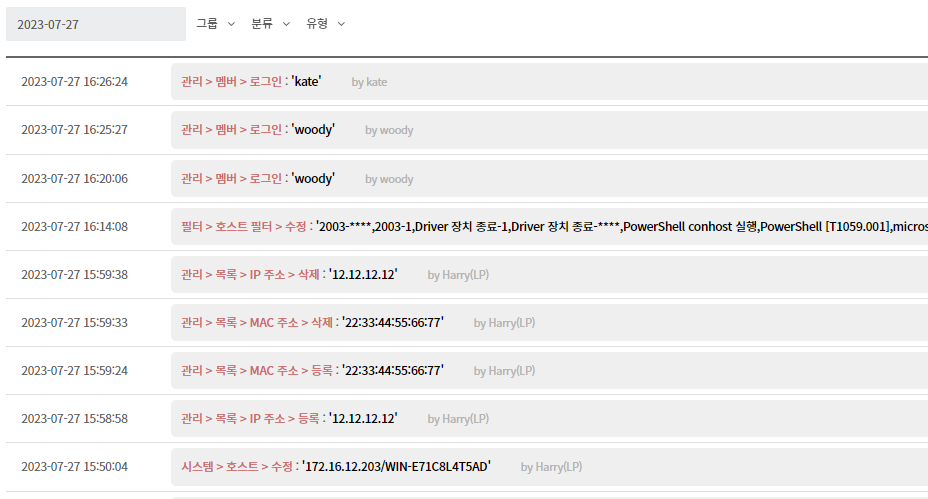 2023-07-27 그룹 분류 유형
2023-07-27 16:26:24 관리 > 멤버 > 로그인 : 'kate' by kate
2023-07-27 16:25:27 관리 > 멤버 > 로그인 : 'woody' by woody
2023-07-27 16:20:06 관리 > 멤버 > 로그인 : 'woody' by woody
2023-07-27 16:14:08 필터 > 호스트 필터 > 수정 : '2003-****,2003-1,Driver 장치 종료-1,Driver 장치 종료-****,PowerShell conhost 실행,PowerShell [T1059.001],micros
2023-07-27 15:59:38 관리 > 목록 > IP 주소 > 삭제 : '12.12.12.12' by Harry(LP)
2023-07-27 15:59:33 관리 > 목록 > MAC 주소 > 삭제 : '22:33:44:55:66:77' by Harry(LP)
2023-07-27 15:59:24 관리 > 목록 > MAC 주소 > 등록 : '22:33:44:55:66:77' by Harry(LP)
2023-07-27 15:58:58 관리 > 목록 > IP 주소 > 등록 : '12.12.12.12' by Harry(LP)
2023-07-27 15:50:04 시스템 > 호스트 > 수정 : '172.16.12.203/WIN-E71C8L4T5AD' by Harry(LP)